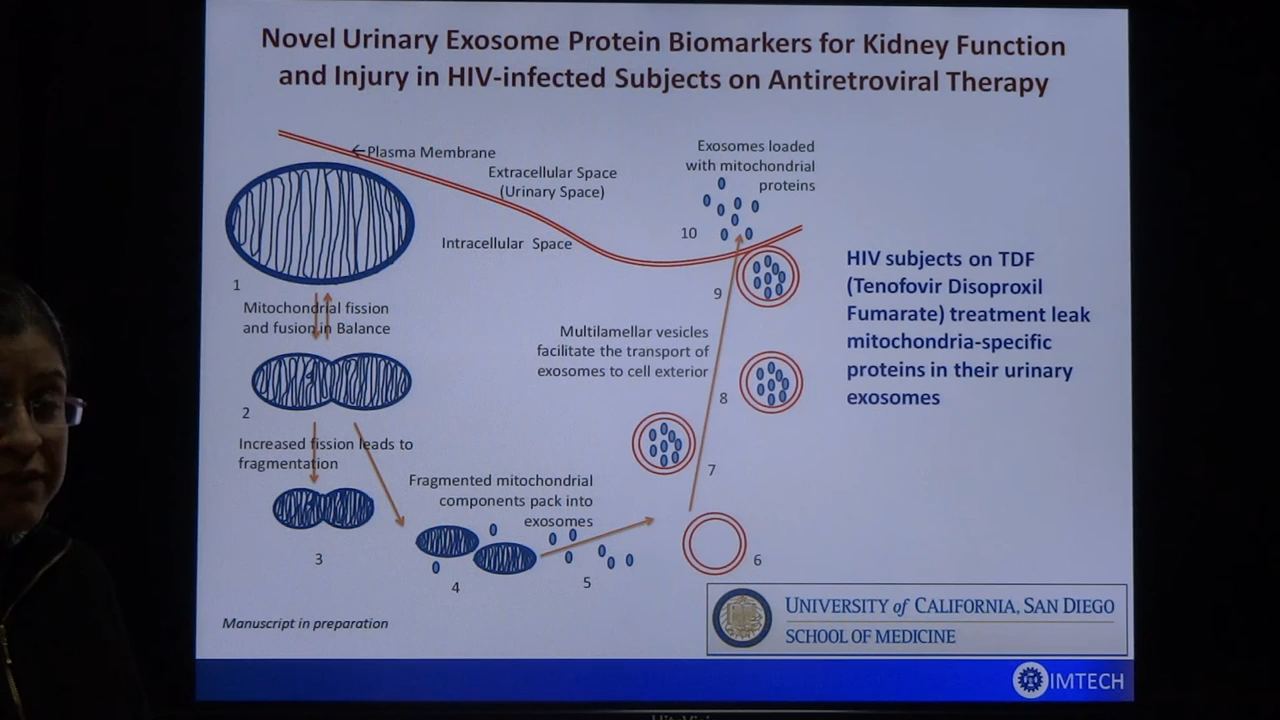 Novel Urinary Exosome Protein Biomarkers for Kidney Function
and Injury in HIV-infected Subjects on Antiretroviral Therapy
←Plasma Membrane
Extracellular Space
(Urinary Space)
Intracellular Space
Exosomes loaded
with mitochondrial
proteins
10
1
Mitochondrial fission
and fusion in Balance
9
HIV subjects on TDF
(Tenofovir Disoproxil
Fumarate) treatment leak
mitochondria-specific
proteins in their urinary
exosomes
Multilamellar vesicles
facilitate the transport of
exosomes to cell exterior
2
8
Increased fission leads to
fragmentation
7
Fragmented mitochondrial
components pack into
exosomes
3
4
5
6
Manuscript in preparation
UNIVERSITY of CALIFORNIA, SAN DIEGO
SCHOOL OF MEDICINE
IMTECH